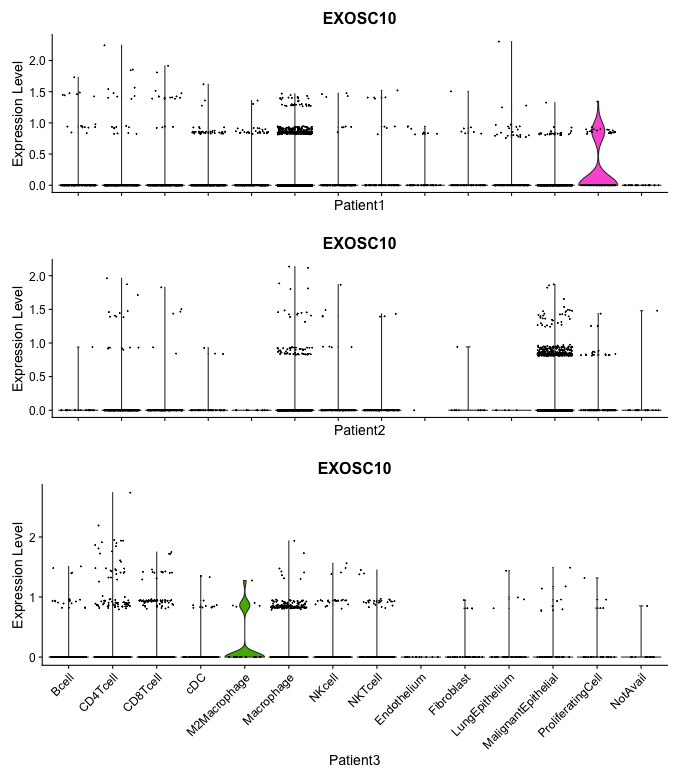 EXOSC10
Expression Level
2.0
1.5
1.0
0.5
0.0
Patient1
EXOSC10
Expression Level
2.0
1.5
1.0
0.5
0.0
Patient2
EXOSC10
Expression Level
2
1
0
Bcell
CD4Tcell
CD8Tcell
cDC
M2Macrophage
Macrophage
NKcell
NKTcell
Endothelium
Fibroblast
LungEpithelium
MalignantEpithelial
ProliferatingCell
NotAvail
Patient3